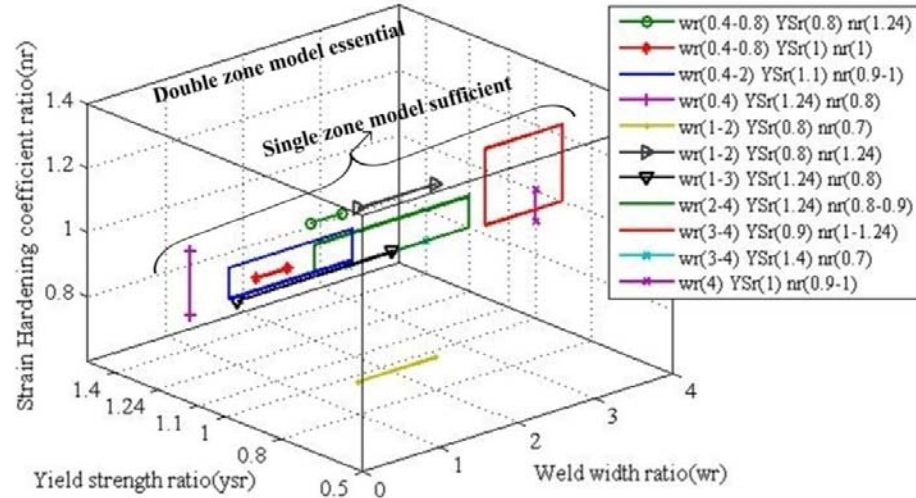 Double zone model essential
Single zone model sufficient
wr(0.4-0.8) YSr(0.8) nr(1.24)
wr(0.4-0.8) YSr(1) nr(1)
wr(0.4-2) YSr(1.1) nr(0.9-1)
wr(0.4) YSr(1.24) nr(0.8)
wr(1-2) YSr(0.8) nr(0.7)
wr(1-2) YSr(0.8) nr(1.24)
wr(1-3) YSr(1.24) nr(0.8)
wr(2-4) YSr(1.24) nr(0.8-0.9)
wr(3-4) YSr(0.9) nr(1-1.24)
wr(3-4) YSr(1.4) nr(0.7)
wr(4) YSr(1) nr(0.9-1)
Strain Hardening coefficient ratio(nr)
1.4
1.2
1
0.8
1.4
1.24
1.1
1
0.8
0.5
Yield strength ratio(ysr)
0
1
2
3
4
Weld width ratio(wr)